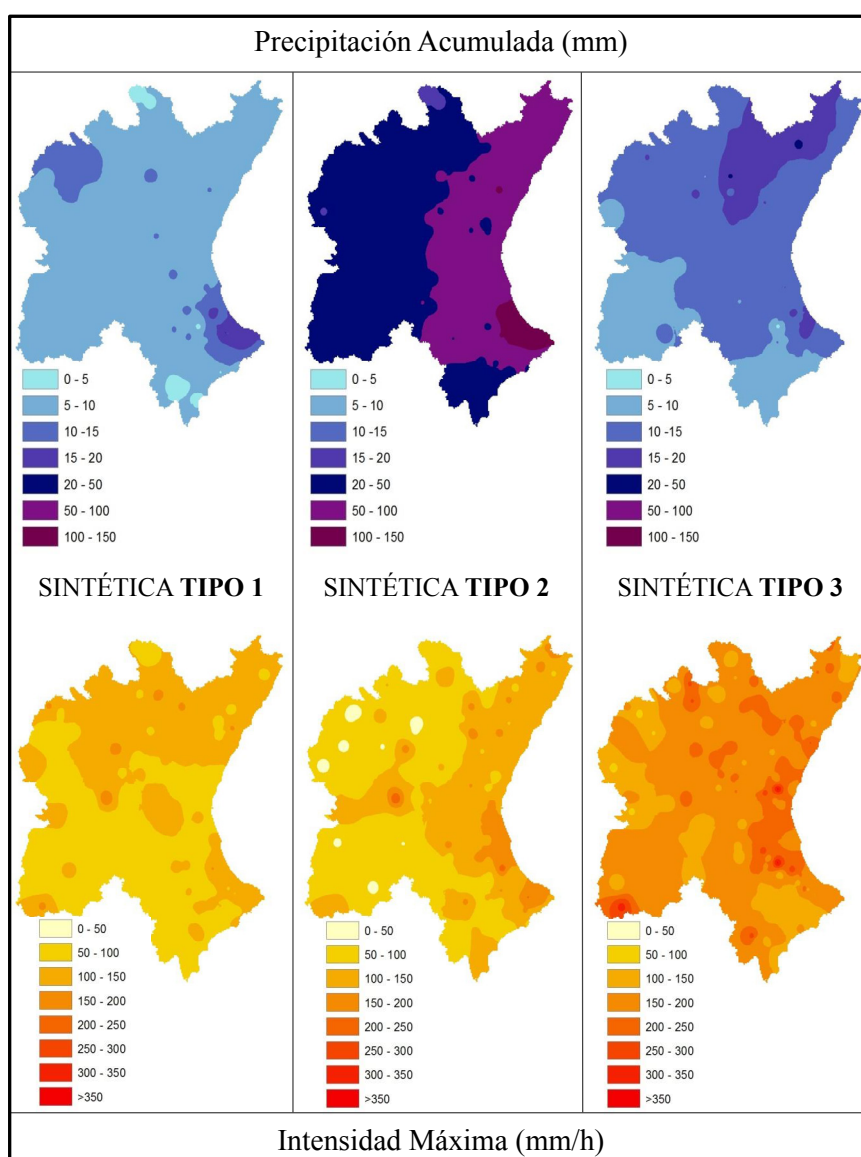 Precipitación Acumulada (mm)
0 - 5
5 - 10
10 -15
15 - 20
20 - 50
50 - 100
100 - 150
0 - 5
5 - 10
10 - 15
15 - 20
20 - 50
50 - 100
100 - 150
0 - 5
5 - 10
10 - 15
15 - 20
20 - 50
50 - 100
100 - 150
SINTÉTICA TIPO 1
SINTÉTICA TIPO 2
SINTÉTICA TIPO 3
0 - 50
50 - 100
100 - 150
150 - 200
200 - 250
250 - 300
300 - 350
>350
0 - 50
50 - 100
100 - 150
150 - 200
200 - 250
250 - 300
300 - 350
>350
0 - 50
50 - 100
100 - 150
150 - 200
200 - 250
250 - 300
300 - 350
>350
Intensidad Máxima (mm/h)